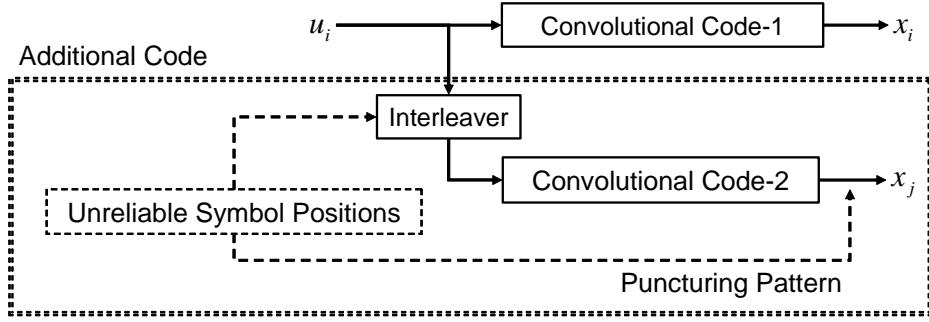 u_i
Convolutional Code-1
x_i
Additional Code
Interleaver
Convolutional Code-2
x_j
Unreliable Symbol Positions
Puncturing Pattern